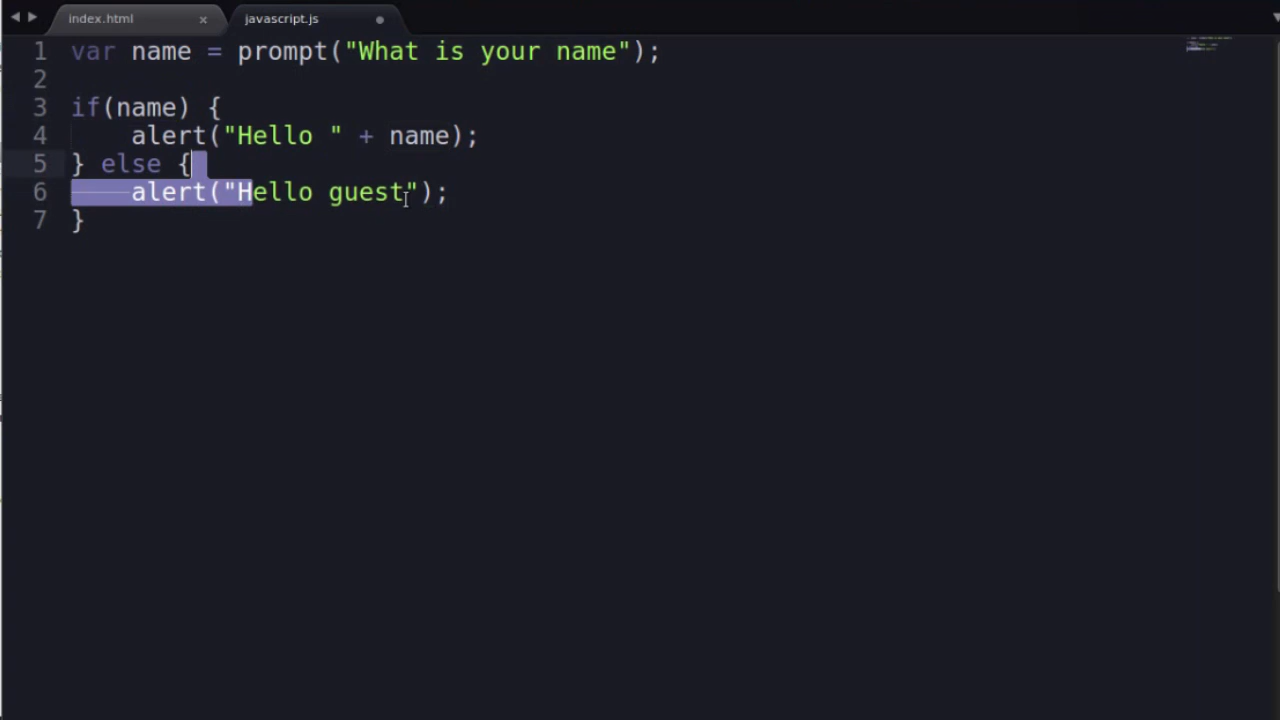 index.html × javascript.js
1 var name = prompt("What is your name");
2
3 if(name) {
4     alert("Hello " + name);
5 } else {
6     alert("Hello guest");
7 }